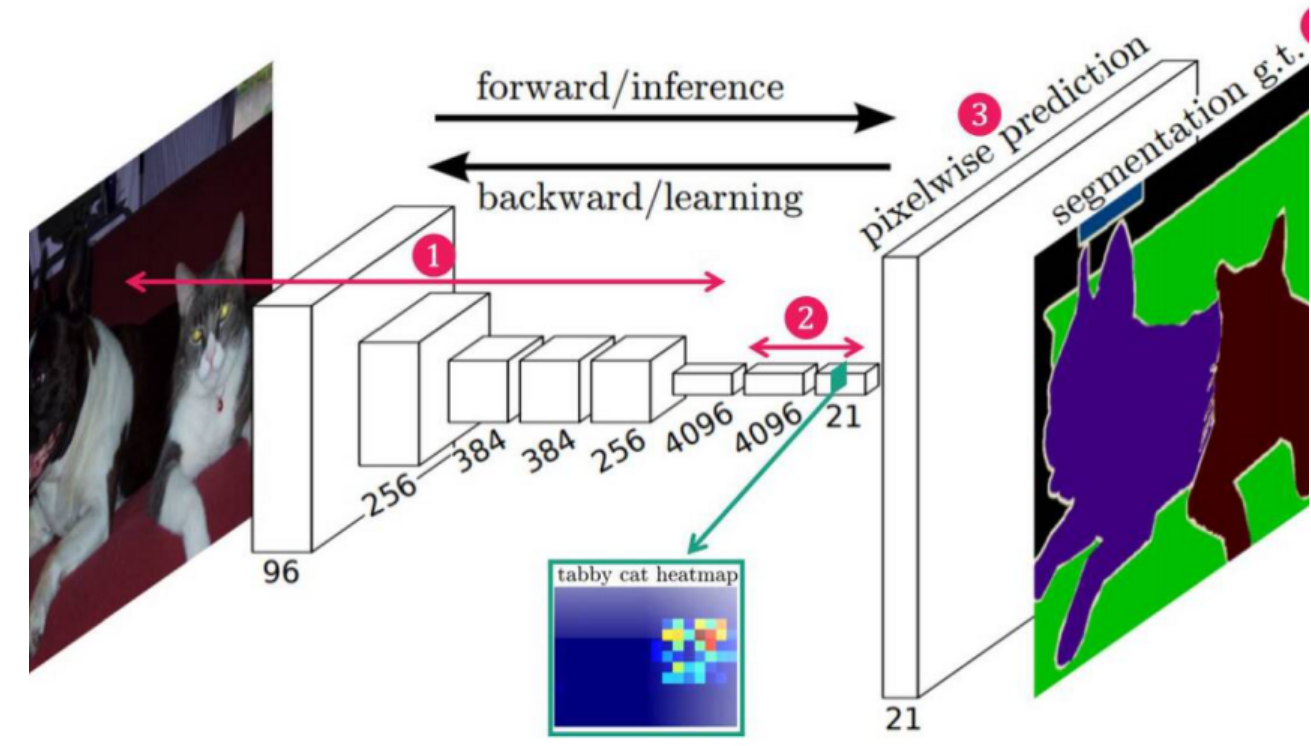 forward/inference
backward/learning
1
2
3
pixelwise prediction
segmentation g.t.
96
256
384
384
256
4096
4096
21
21
tabby cat heatmap